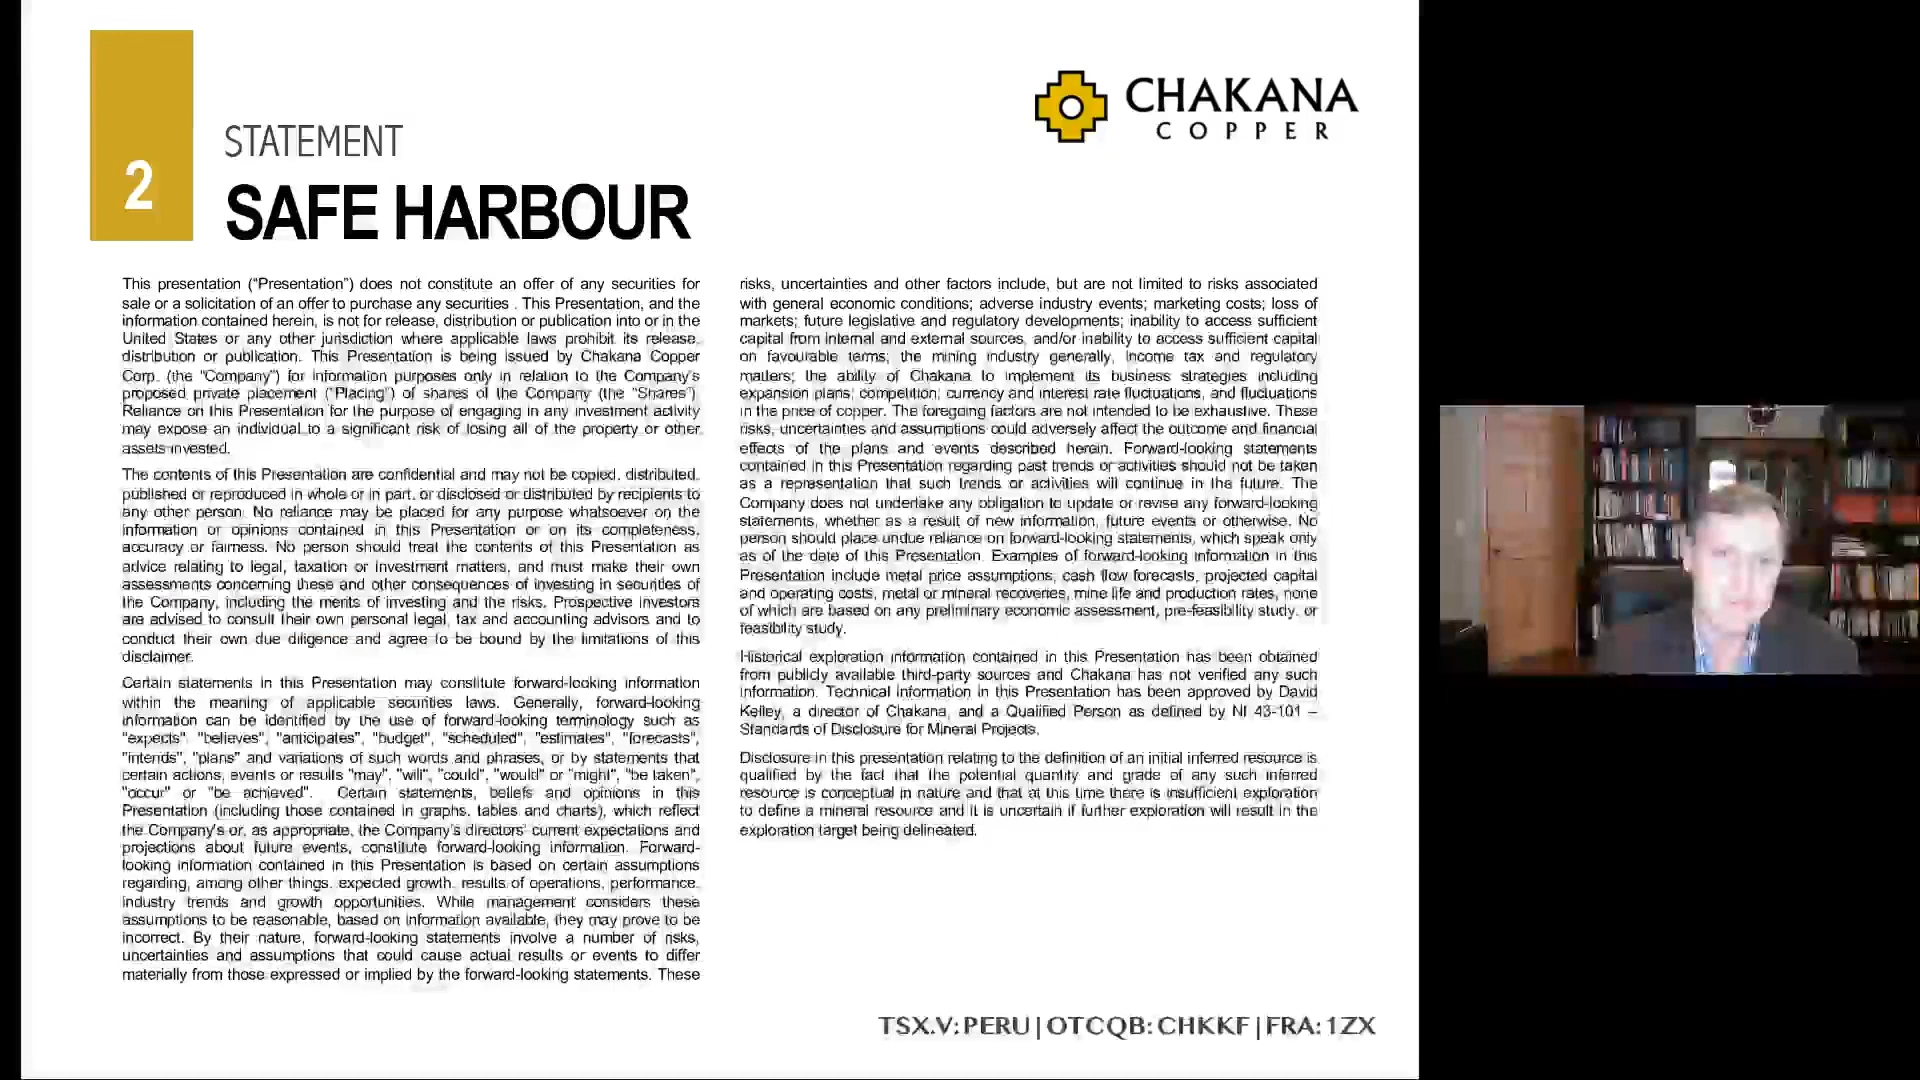 2
STATEMENT
SAFE HARBOUR
CHAKANA
COPPER
This presentation (“Presentation”) does not constitute an offer of any securities for
sale or a solicitation of an offer to purchase any securities . This Presentation, and the
information contained herein, is not for release, distribution or publication into or in the
United States or any other jurisdiction where applicable laws prohibit its release,
distribution or publication. This Presentation is being issued by Chakana Copper
Corp. (the “Company”) for information purposes only in relation to the Company’s
proposed private placement (“Placing”) of shares of the Company (the “Shares”).
Reliance on this Presentation for the purpose of engaging in any investment activity
may expose an individual to a significant risk of losing all of the property or other
assets invested.
The contents of this Presentation are confidential and may not be copied, distributed,
published or reproduced in whole or in part, or disclosed or distributed by recipients to
any other person. No reliance may be placed for any purpose whatsoever on the
information or opinions contained in this Presentation or on its completeness,
accuracy or fairness. No person should treat the contents of this Presentation as
advice relating to legal, taxation or investment matters, and must make their own
assessments concerning these and other consequences of investing in securities of
the Company, including the merits of investing and the risks. Prospective investors
are advised to consult their own personal legal, tax and accounting advisors and to
conduct their own due diligence and agree to be bound by the limitations of this
disclaimer.
Certain statements in this Presentation may constitute forward-looking information
within the meaning of applicable securities laws. Generally, forward-looking
information can be identified by the use of forward-looking terminology such as
"expects", "believes", "anticipates", "budget", "scheduled", "estimates", "forecasts",
"intends", "plans" and variations of such words and phrases, or by statements that
certain actions, events or results "may", "will", "could", "would" or "might", "be taken",
"occur" or "be achieved". Certain statements, beliefs and opinions in this
Presentation (including those contained in graphs, tables and charts), which reflect
the Company’s or, as appropriate, the Company’s directors’ current expectations and
projections about future events, constitute forward-looking information. Forward-
looking information contained in this Presentation is based on certain assumptions
regarding, among other things, expected growth, results of operations, performance,
industry trends and growth opportunities. While management considers these
assumptions to be reasonable, based on information available, they may prove to be
incorrect. By their nature, forward-looking statements involve a number of risks,
uncertainties and assumptions that could cause actual results or events to differ
materially from those expressed or implied by the forward-looking statements. These
risks, uncertainties and other factors include, but are not limited to risks associated
with general economic conditions; adverse industry events; marketing costs; loss of
markets; future legislative and regulatory developments; inability to access sufficient
capital from internal and external sources, and/or inability to access sufficient capital
on favourable terms; the mining industry generally, income tax and regulatory
matters; the ability of Chakana to implement its business strategies including
expansion plans; competition; currency and interest rate fluctuations, and fluctuations
in the price of copper. The foregoing factors are not intended to be exhaustive. These
risks, uncertainties and assumptions could adversely affect the outcome and financial
effects of the plans and events described herein. Forward-looking statements
contained in this Presentation regarding past trends or activities should not be taken
as a representation that such trends or activities will continue in the future. The
Company does not undertake any obligation to update or revise any forward-looking
statements, whether as a result of new information, future events or otherwise. No
person should place undue reliance on forward-looking statements, which speak only
as of the date of this Presentation. Examples of forward-looking information in this
Presentation include metal price assumptions, cash flow forecasts, projected capital
and operating costs, metal or mineral recoveries, mine life and production rates, none
of which are based on any preliminary economic assessment, pre-feasibility study, or
feasibility study.
Historical exploration information contained in this Presentation has been obtained
from publicly available third-party sources and Chakana has not verified any such
information. Technical information in this Presentation has been approved by David
Kelley, a director of Chakana, and a Qualified Person as defined by NI 43-101 –
Standards of Disclosure for Mineral Projects.
Disclosure in this presentation relating to the definition of an initial inferred resource is
qualified by the fact that the potential quantity and grade of any such inferred
resource is conceptual in nature and that at this time there is insufficient exploration
to define a mineral resource and it is uncertain if further exploration will result in the
exploration target being delineated.
TSX.V: PERU | OTCQB: CHKKF | FRA: 1ZX